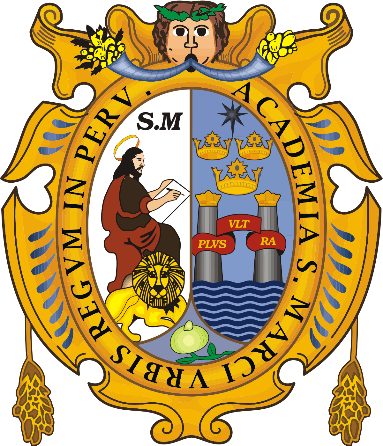 ACADEMIA S. MARCI VRBIS REGVM IN PERV.
S.M
PLVS VLT RA